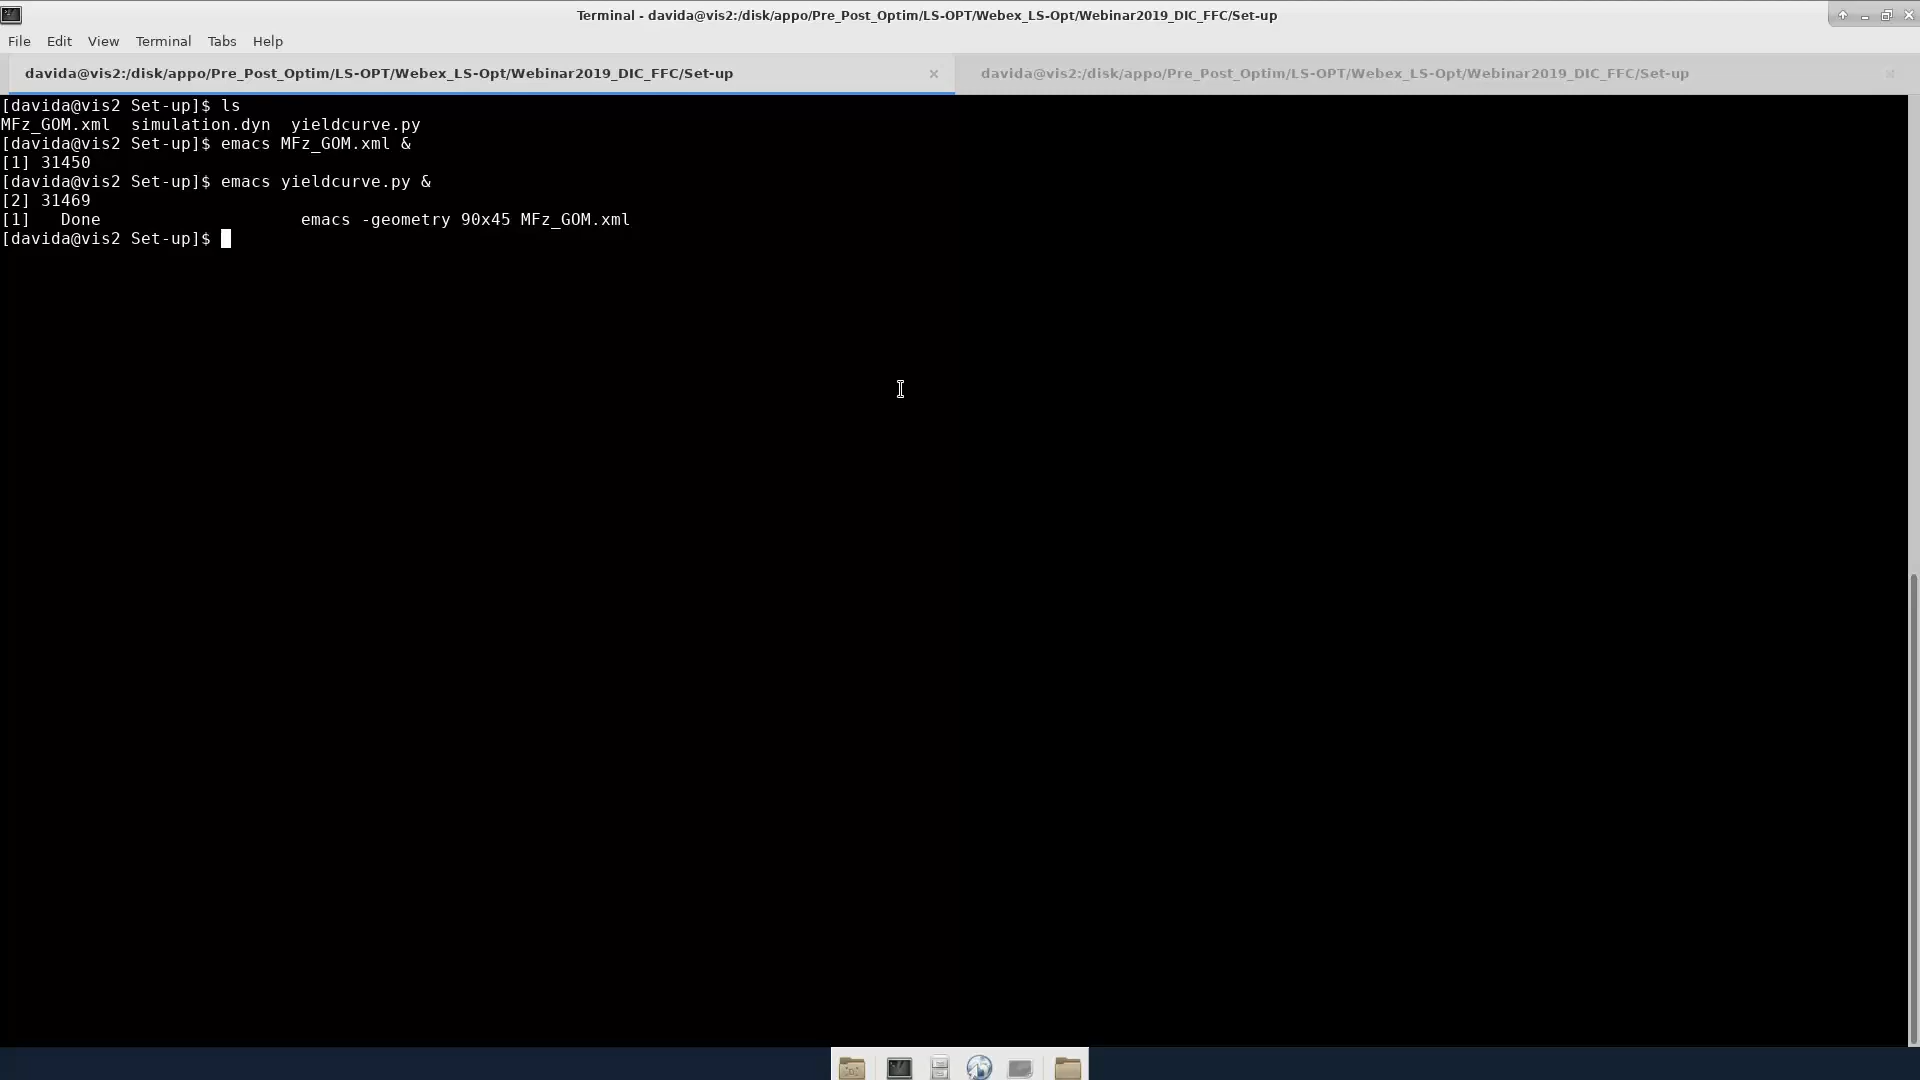 Terminal - davida@vis2:/disk/appo/Pre_Post_Optim/LS-OPT/Webex_LS-Opt/Webinar2019_DIC_FFC/Set-up
File Edit View Terminal Tabs Help
davida@vis2:/disk/appo/Pre_Post_Optim/LS-OPT/Webex_LS-Opt/Webinar2019_DIC_FFC/Set-up davida@vis2:/disk/appo/Pre_Post_Optim/LS-OPT/Webex_LS-Opt/Webinar2019_DIC_FFC/Set-up
[davida@vis2 Set-up]$ ls
MFz_GOM.xml  simulation.dyn  yieldcurve.py
[davida@vis2 Set-up]$ emacs MFz_GOM.xml &
[1] 31450
[davida@vis2 Set-up]$ emacs yieldcurve.py &
[2] 31469
[1]   Done                    emacs -geometry 90x45 MFz_GOM.xml
[davida@vis2 Set-up]$